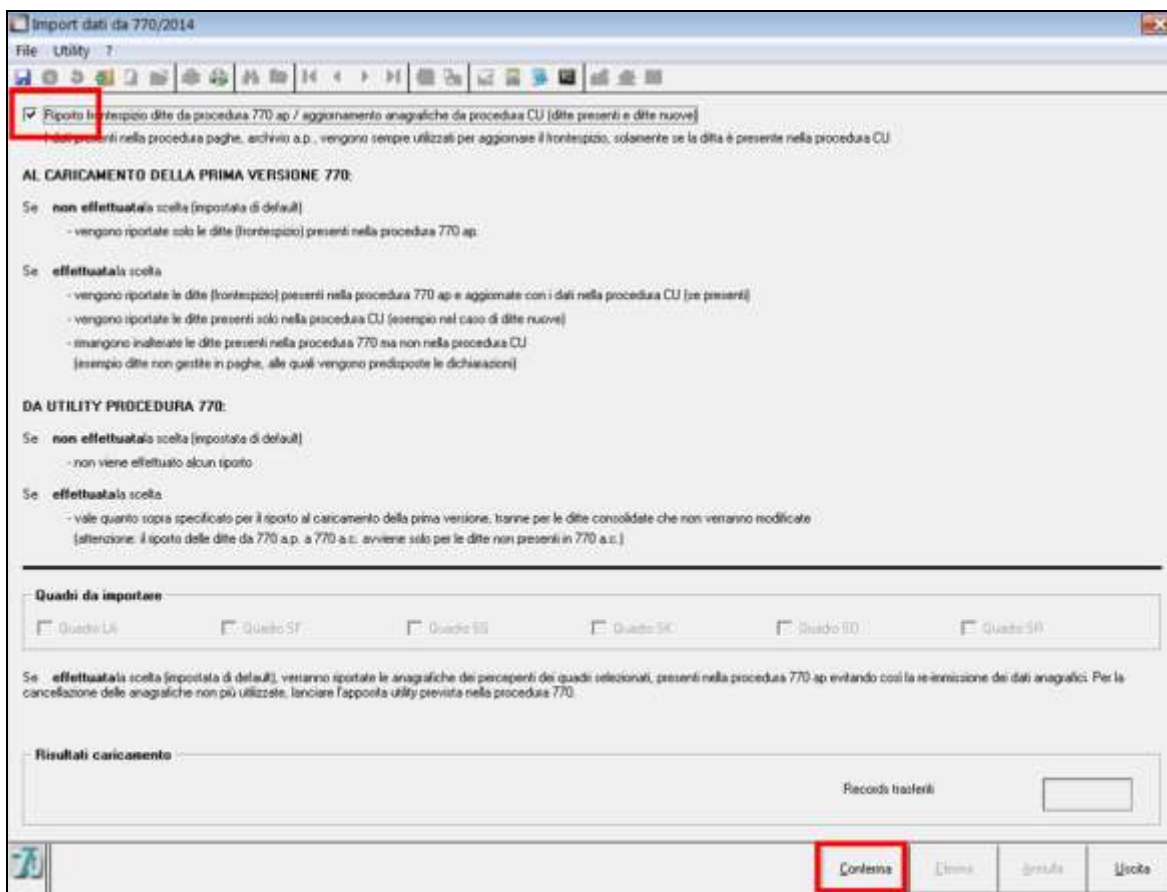 Import dati da 770/2014
File Utility ?
Riporto frontespizio ditte da procedura 770 ap / aggiornamento anagrafiche da procedura CU (ditte presenti e ditte nuove)
I dati presenti nella procedura paghe, archivio a.p., vengono sempre utilizzati per aggiornare il frontespizio, solamente se la ditta è presente nella procedura CU
AL CARICAMENTO DELLA PRIMA VERSIONE 770:
Se non effettuata la scelta (impostata di default)
- vengono riportate solo le ditte (frontespizio) presenti nella procedura 770 ap.
Se effettuata la scelta
- vengono riportate le ditte (frontespizio) presenti nella procedura 770 ap e aggiornate con i dati nella procedura CU (se presenti)
- vengono riportate le ditte presenti solo nella procedura CU (esempio nel caso di ditte nuove)
- rimangono inalterate le ditte presenti nella procedura 770 ma non nella procedura CU
(esempio ditte non gestite in paghe, alle quali vengono predisposte le dichiarazioni)
DA UTILITY PROCEDURA 770:
Se non effettuata la scelta (impostata di default)
- non viene effettuato alcun riporto
Se effettuata la scelta
- vale quanto sopra specificato per il riporto al caricamento della prima versione, tranne per le ditte consolidate che non verranno modificate
(attenzione: il riporto delle ditte da 770 a.p. a 770 a.c. avviene solo per le ditte non presenti in 770 a.c.)
Quadri da importare
Quadro LA Quadro SF Quadro SG Quadro SK Quadro SO Quadro SR
Se effettuata la scelta (impostata di default), verranno riportate le anagrafiche dei percepenti dei quadri selezionati, presenti nella procedura 770 ap evitando così la re-immissione dei dati anagrafici. Per la
cancellazione delle anagrafiche non più utilizzate, lanciare l'apposita utility prevista nella procedura 770.
Risultati caricamento
Records trasferiti
Conferma Elimina Annulla Uscita